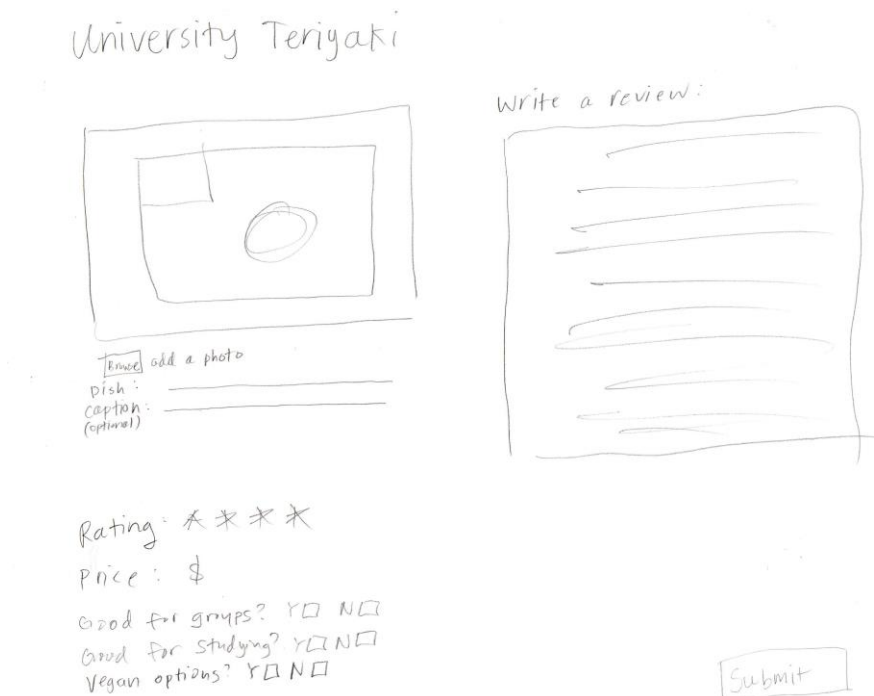 University Teriyaki
Write a review:
Browse add a photo
Dish:
caption:
(optional)
Rating:
Price: $
Good for groups? Y N
Good for studying? Y N
Vegan options? Y N
Submit